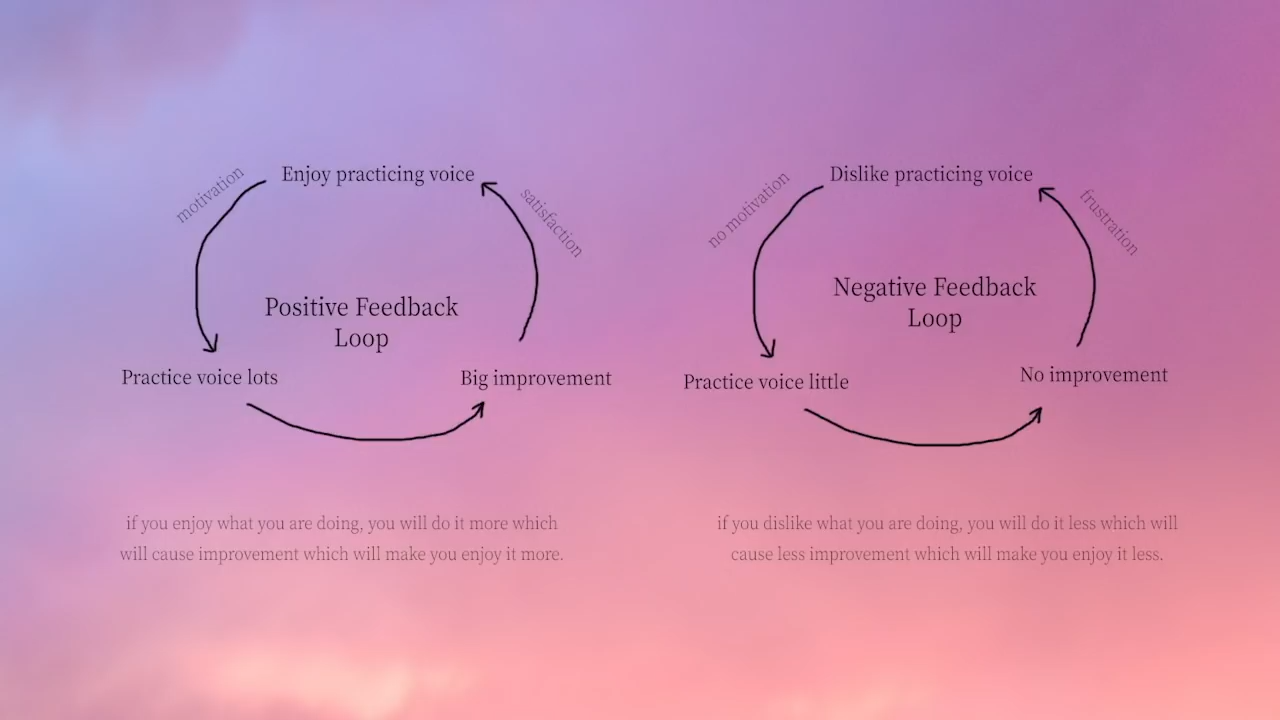 Enjoy practicing voice
motivation
satisfaction
Positive Feedback
Loop
Practice voice lots
Big improvement
if you enjoy what you are doing, you will do it more which
will cause improvement which will make you enjoy it more.
Dislike practicing voice
no motivation
frustration
Negative Feedback
Loop
Practice voice little
No improvement
if you dislike what you are doing, you will do it less which will
cause less improvement which will make you enjoy it less.